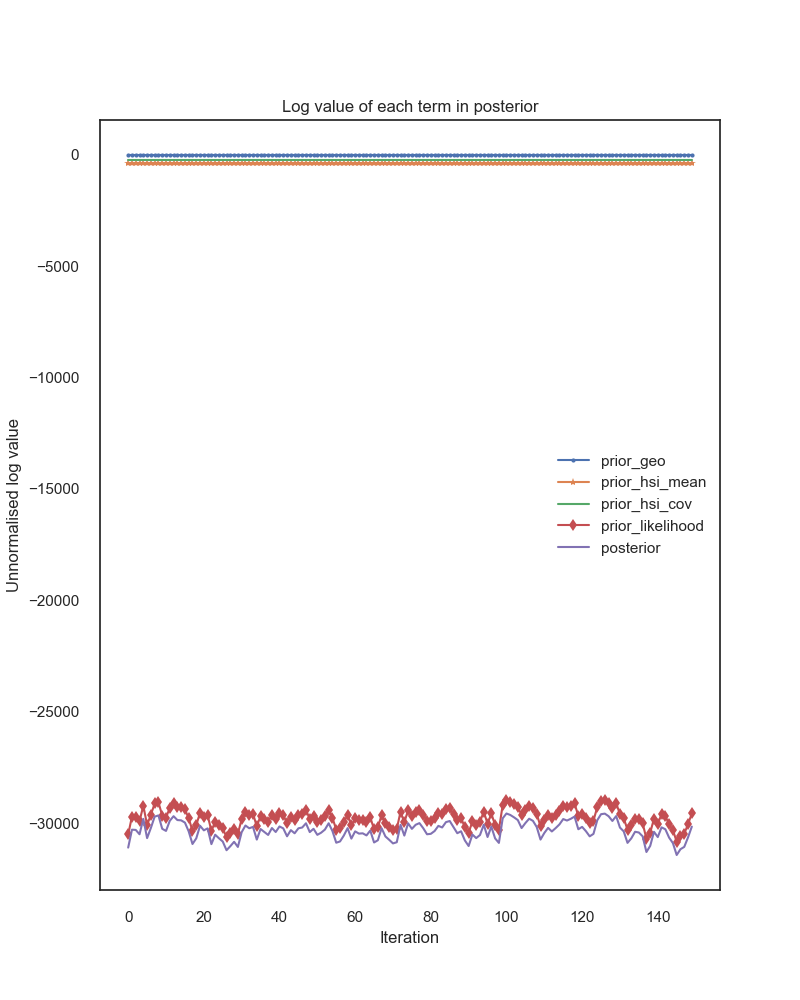 Log value of each term in posterior
Unnormalised log value
0
−5000
−10000
−15000
−20000
−25000
−30000
prior_geo
prior_hsi_mean
prior_hsi_cov
prior_likelihood
posterior
0 20 40 60 80 100 120 140
Iteration